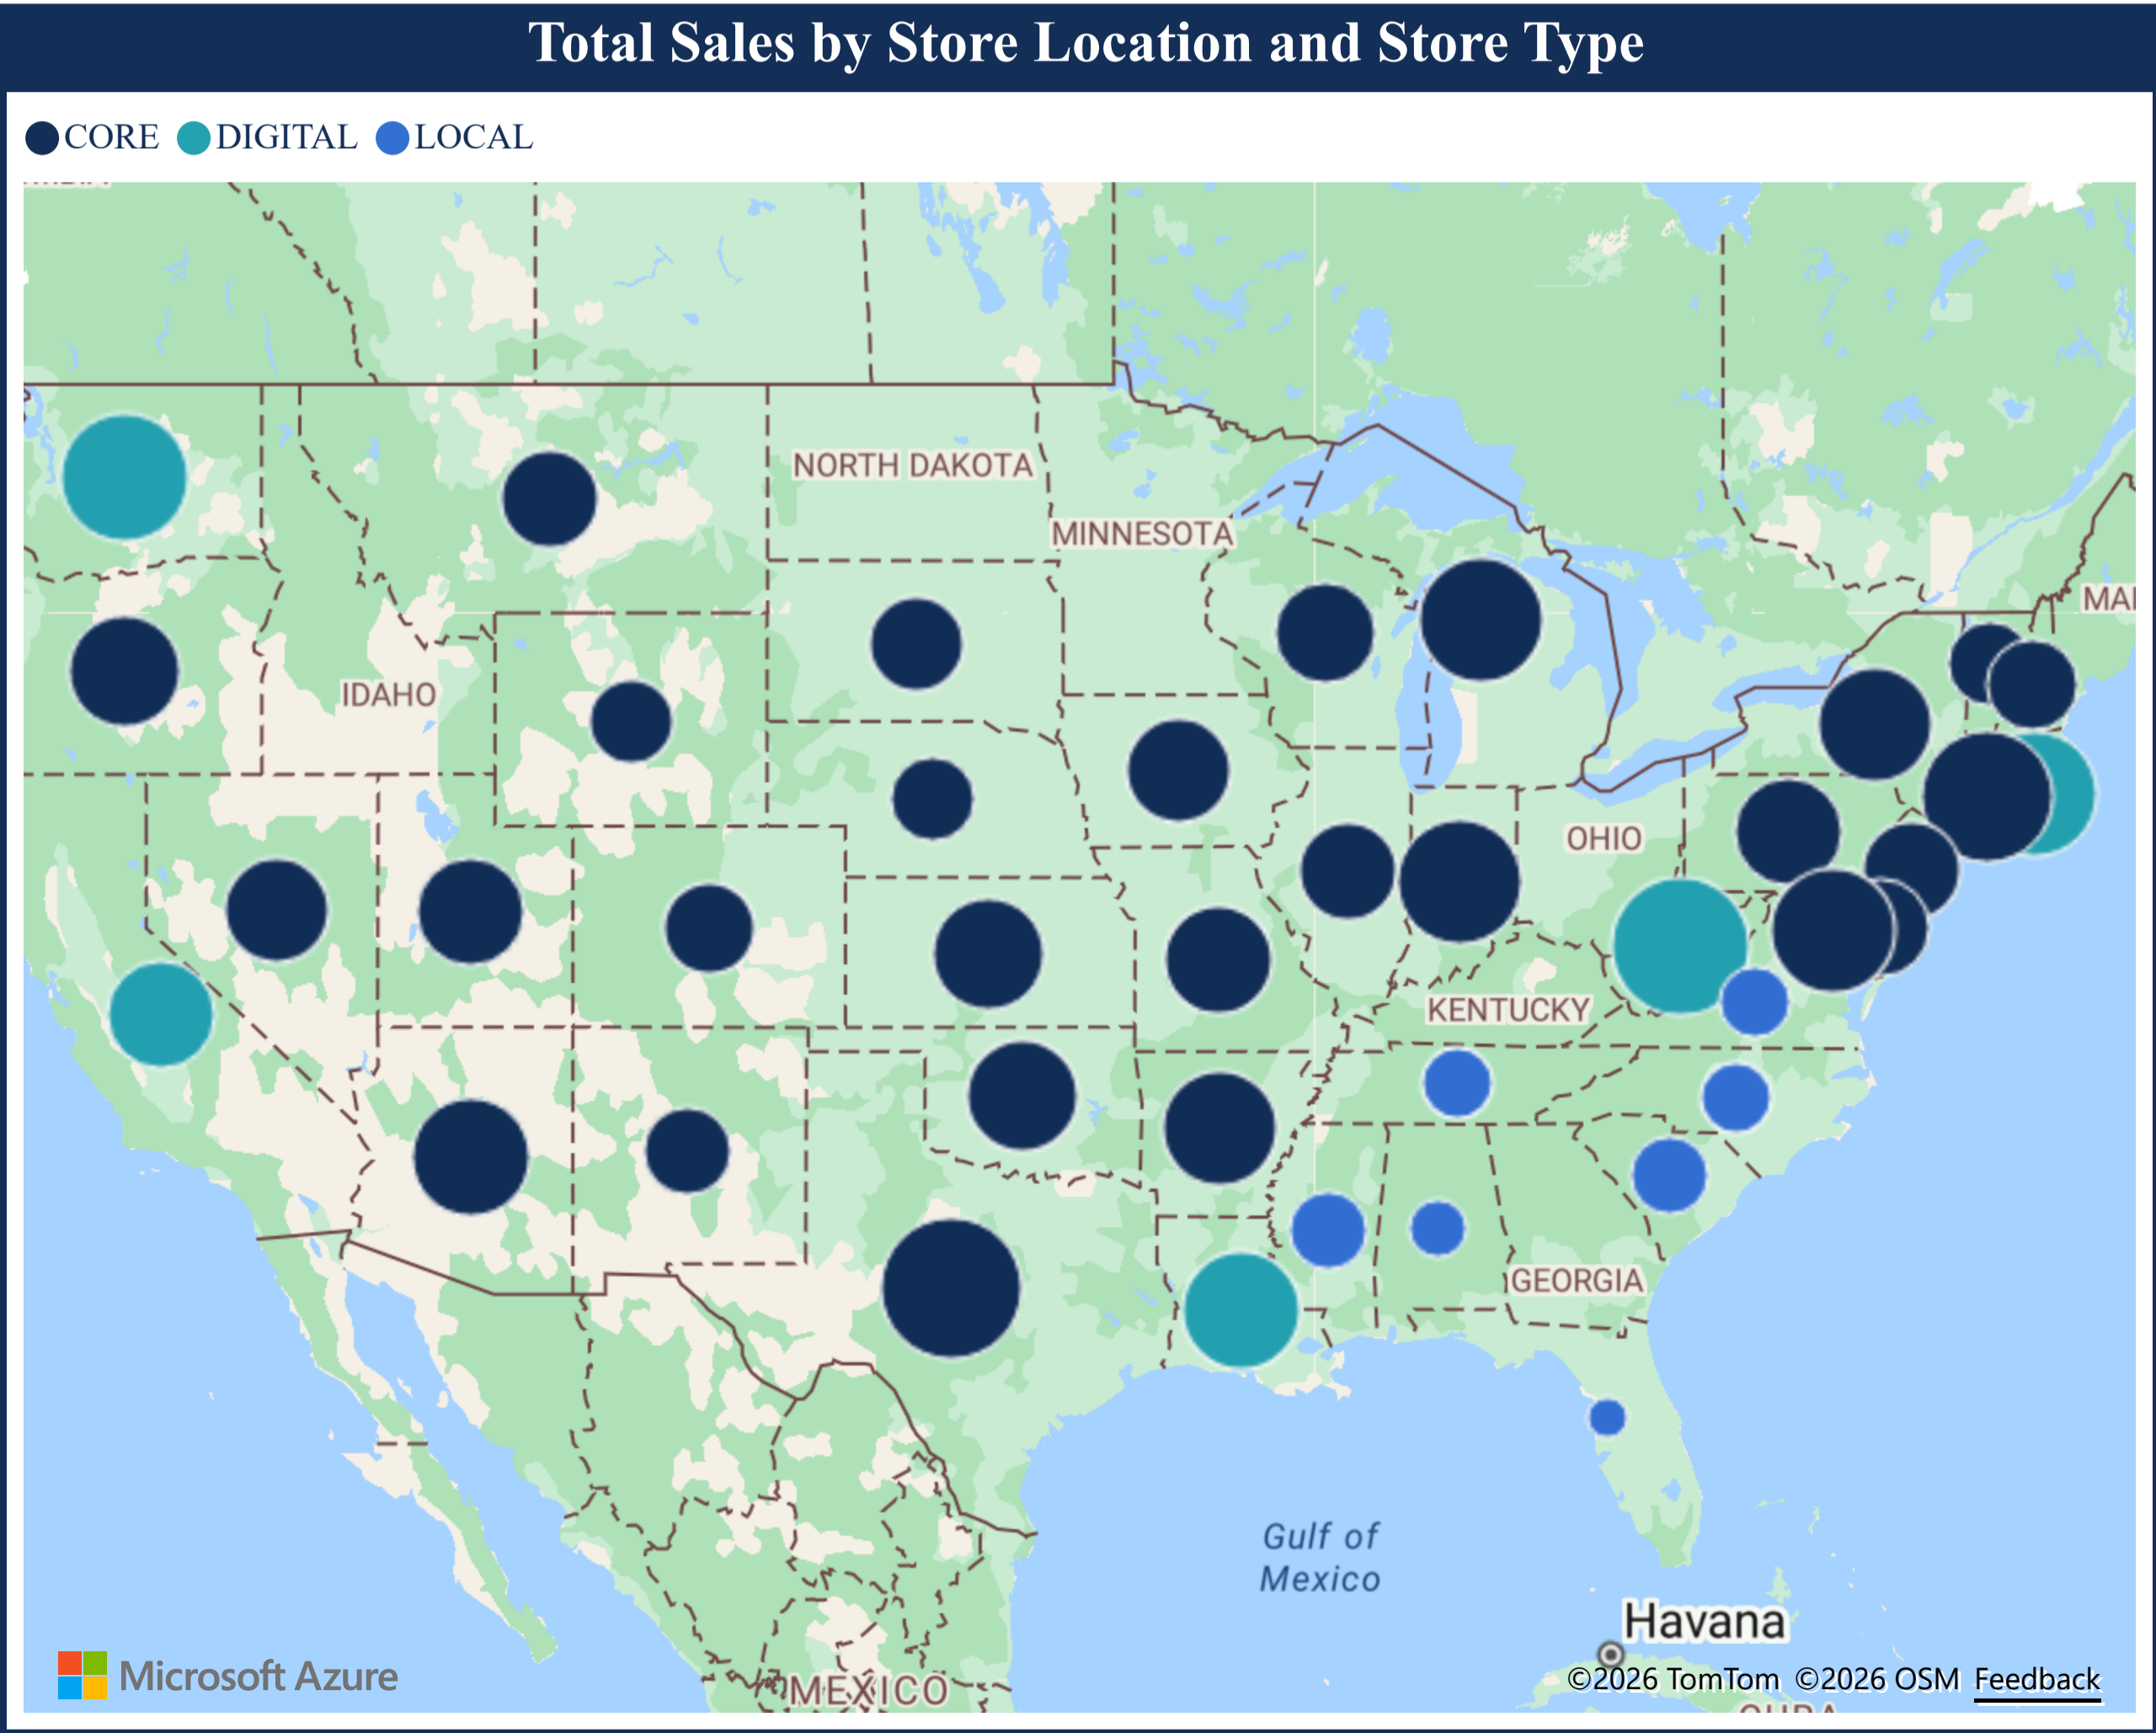 Total Sales by Store Location and Store Type
CORE DIGITAL LOCAL
NORTH DAKOTA
MINNESOTA
MAI
IDAHO
OHIO
KENTUCKY
GEORGIA
Gulf of
Mexico
Havana
Microsoft Azure
MEXICO
©2026 TomTom ©2026 OSM Feedback